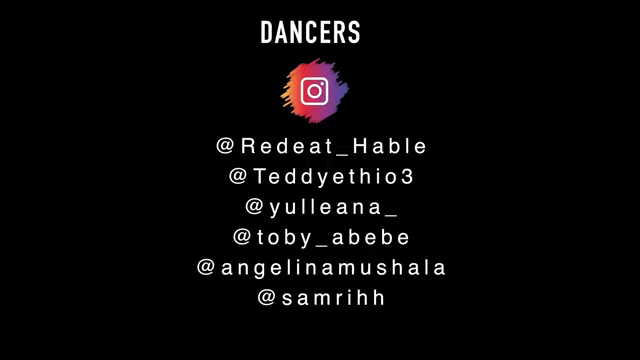 DANCERS
@Redeat_Hable
@Teddyethio3
@yulleana_
@toby_abebe
@angelinamushala
@samrihh